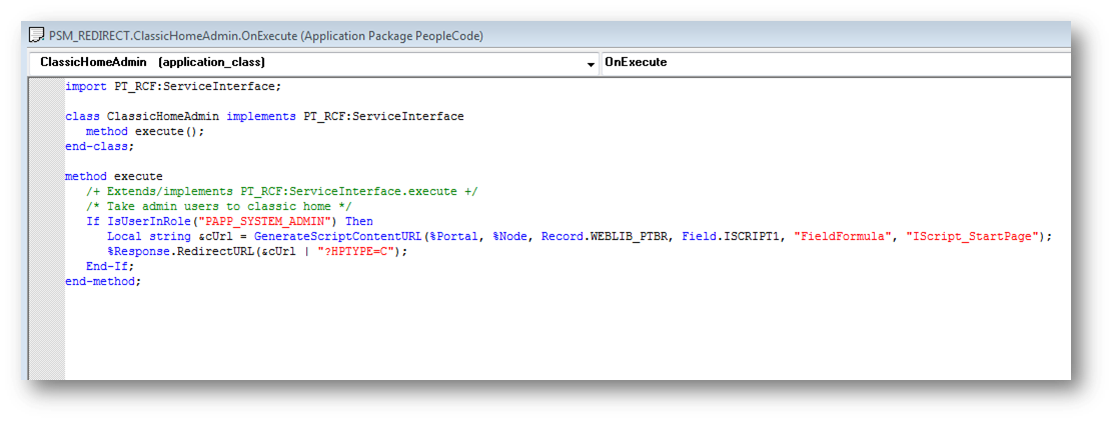 PSM_REDIRECT.ClassicHomeAdmin.OnExecute (Application Package PeopleCode)
ClassicHomeAdmin (application_class) OnExecute
import PT_RCF:ServiceInterface;
class ClassicHomeAdmin implements PT_RCF:ServiceInterface
method execute();
end-class;
method execute
/+ Extends/implements PT_RCF:ServiceInterface.execute +/
/* Take admin users to classic home */
If IsUserInRole("PAPP_SYSTEM_ADMIN") Then
Local string &cUrl = GenerateScriptContentURL(%Portal, %Node, Record.WEBLIB_PTBR, Field.ISCRIPT1, "FieldFormula", "IScript_StartPage");
%Response.RedirectURL(&cUrl | "?HPTYPE=C");
End-If;
end-method;